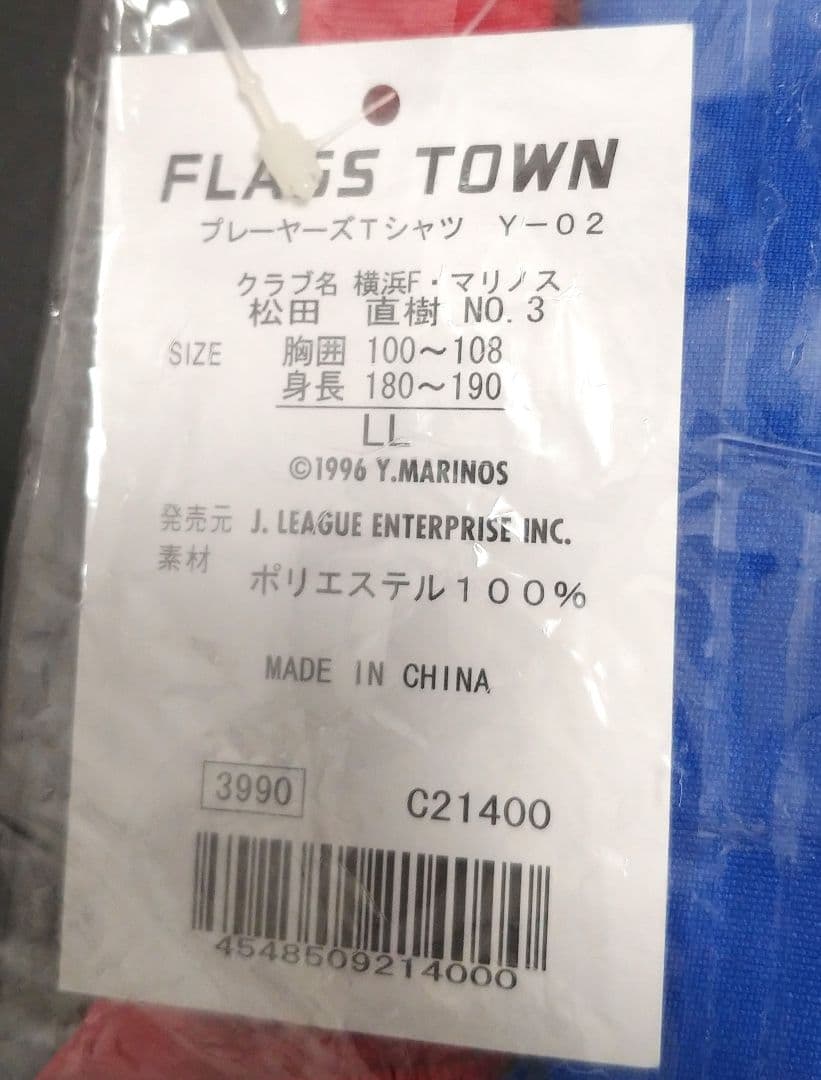 FLAGS TOWN
プレーヤーズTシャツ Y-02
クラブ名 横浜F・マリノス
松田 直樹 NO.3
SIZE 胸囲 100〜108
身長 180〜190
LL
©1996 Y.MARINOS
発売元 J. LEAGUE ENTERPRISE INC.
素材 ポリエステル100%
MADE IN CHINA
3990 C21400
4548509214000